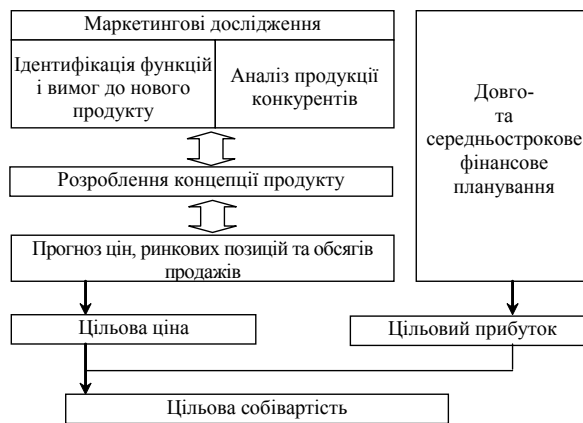 Маркетингові дослідження
Ідентифікація функцій
і вимог до нового
продукту
Аналіз продукції
конкурентів
Розроблення концепції продукту
Прогноз цін, ринкових позицій та обсягів
продажів
Цільова ціна
Довго-
та
середньострокове
фінансове
планування
Цільовий прибуток
Цільова собівартість